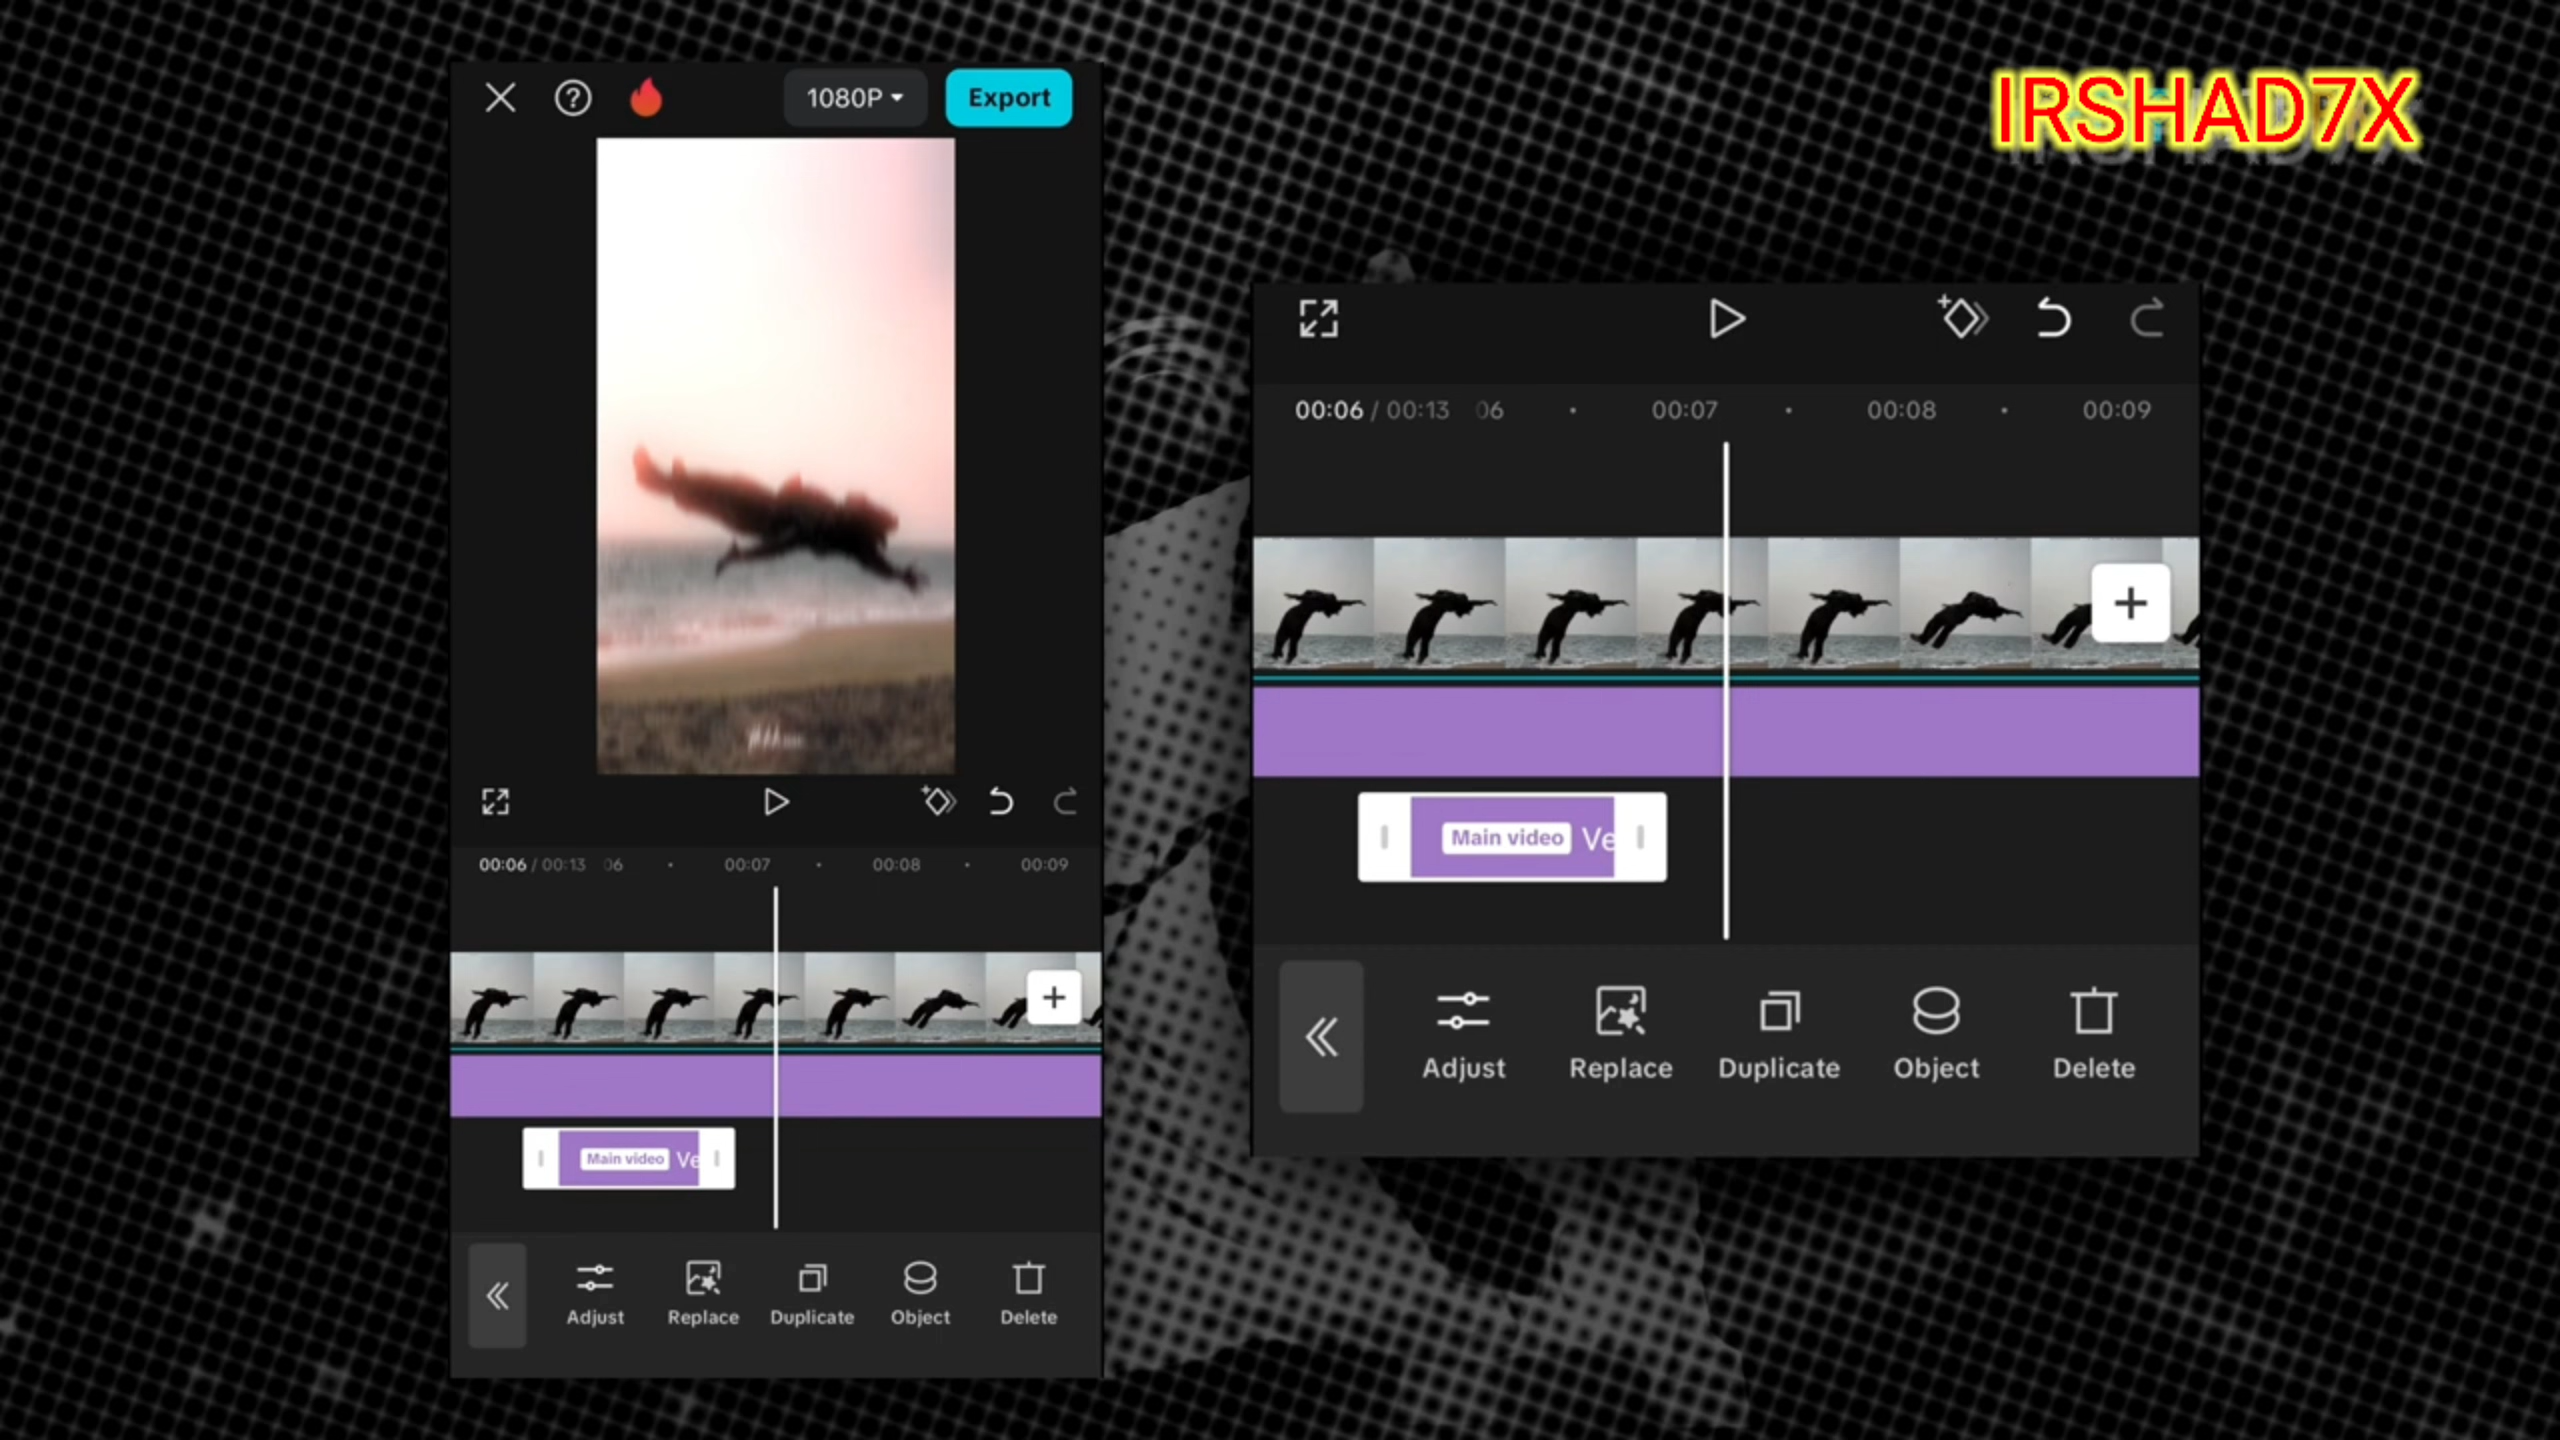 IRSHAD7X
1080P Export
00:06 / 00:13 06 00:07 00:08 00:09
Main video Ve
Adjust Replace Duplicate Object Delete
00:06 / 00:13 06 00:07 00:08 00:09
Main video Ve
Adjust Replace Duplicate Object Delete